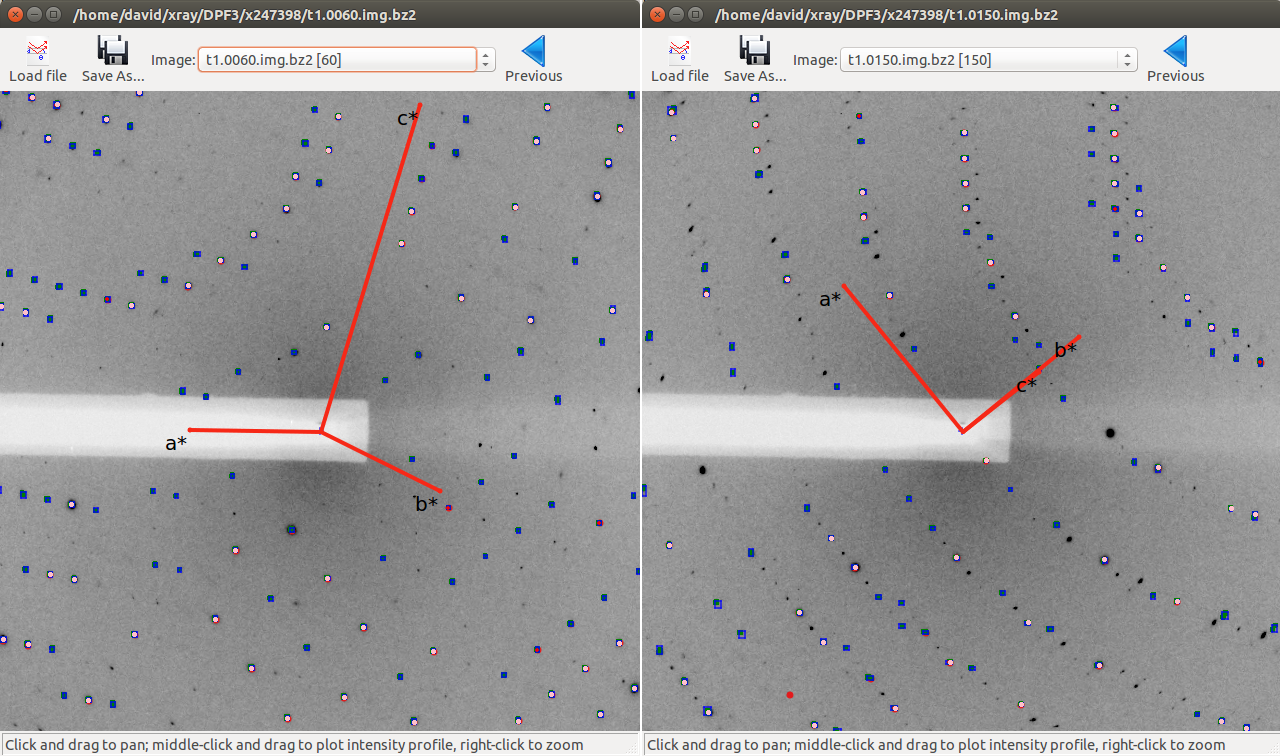 /home/david/xray/DPF3/x247398/t1.0060.img.bz2
Load file
Save As...
Image:
t1.0060.img.bz2 [60]
Previous
c*
a*
b*
Click and drag to pan; middle-click and drag to plot intensity profile, right-click to zoom
/home/david/xray/DPF3/x247398/t1.0150.img.bz2
Load file
Save As...
Image:
t1.0150.img.bz2 [150]
Previous
a*
b*
c*
Click and drag to pan; middle-click and drag to plot intensity profile, right-click to zoom